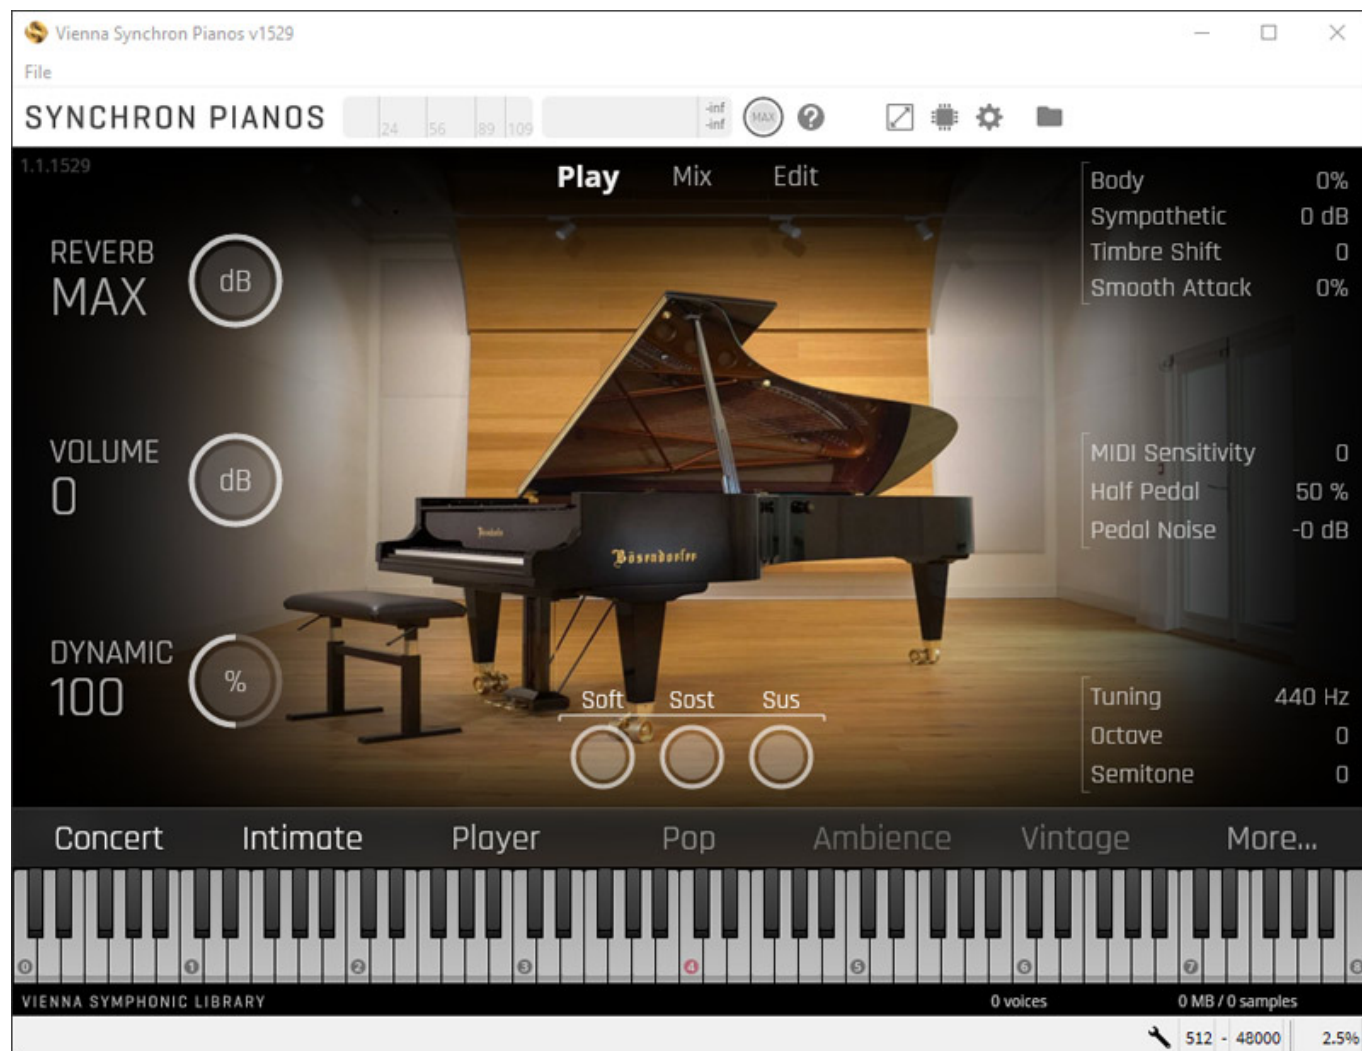 Vienna Synchron Pianos v1529
File
SYNCHRON PIANOS 24 56 89 109 -inf -inf MAX ?
1.1.1529
Play Mix Edit
REVERB
MAX
dB
VOLUME
0
dB
DYNAMIC
100
%
Body 0%
Sympathetic 0 dB
Timbre Shift 0
Smooth Attack 0%
MIDI Sensitivity 0
Half Pedal 50 %
Pedal Noise -0 dB
Tuning 440 Hz
Octave 0
Semitone 0
Bösendorfer
Soft Sost Sus
Concert Intimate Player Pop Ambience Vintage More...
0 1 2 3 4 5 6 7 8
VIENNA SYMPHONIC LIBRARY 0 voices 0 MB / 0 samples
512 - 48000 2.5%